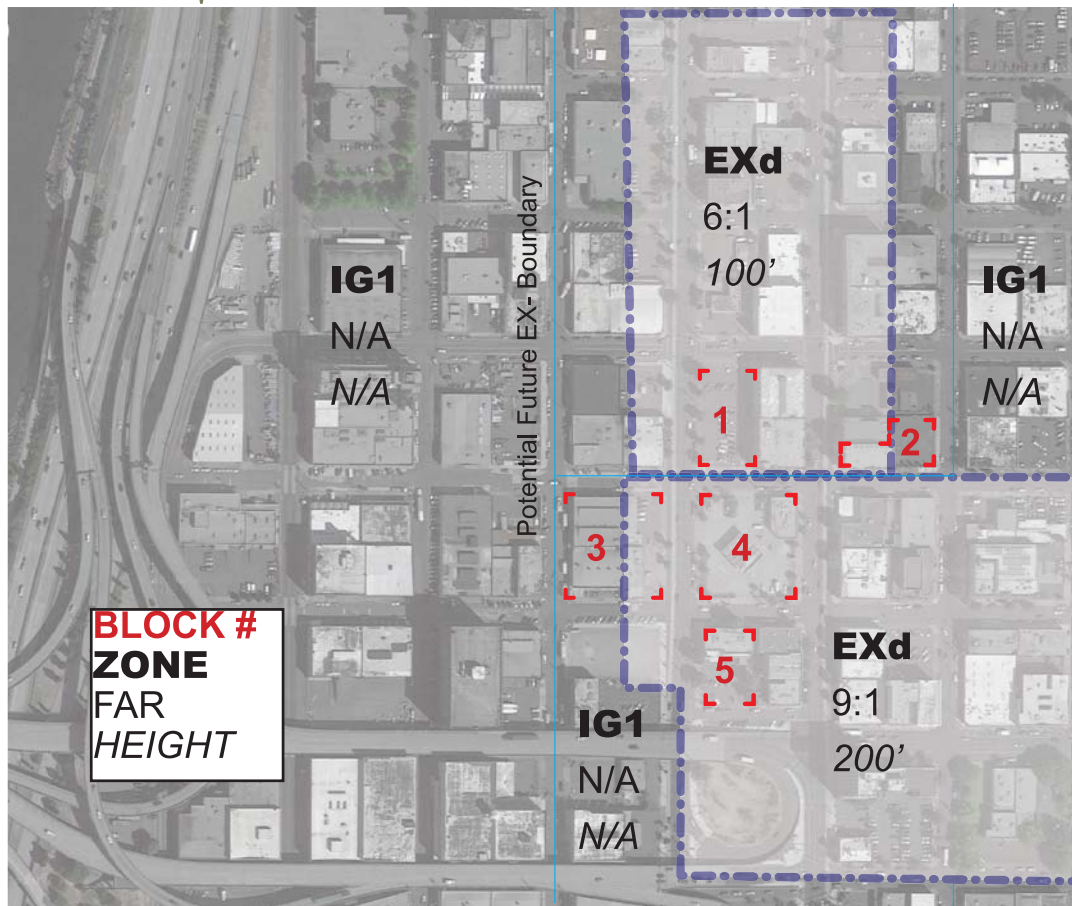 EXd
6:1
100’
IG1
N/A
N/A
Potential Future EX- Boundary
IG1
N/A
N/A
1
2
3
4
5
BLOCK #
ZONE
FAR
HEIGHT
EXd
9:1
200’
IG1
N/A
N/A